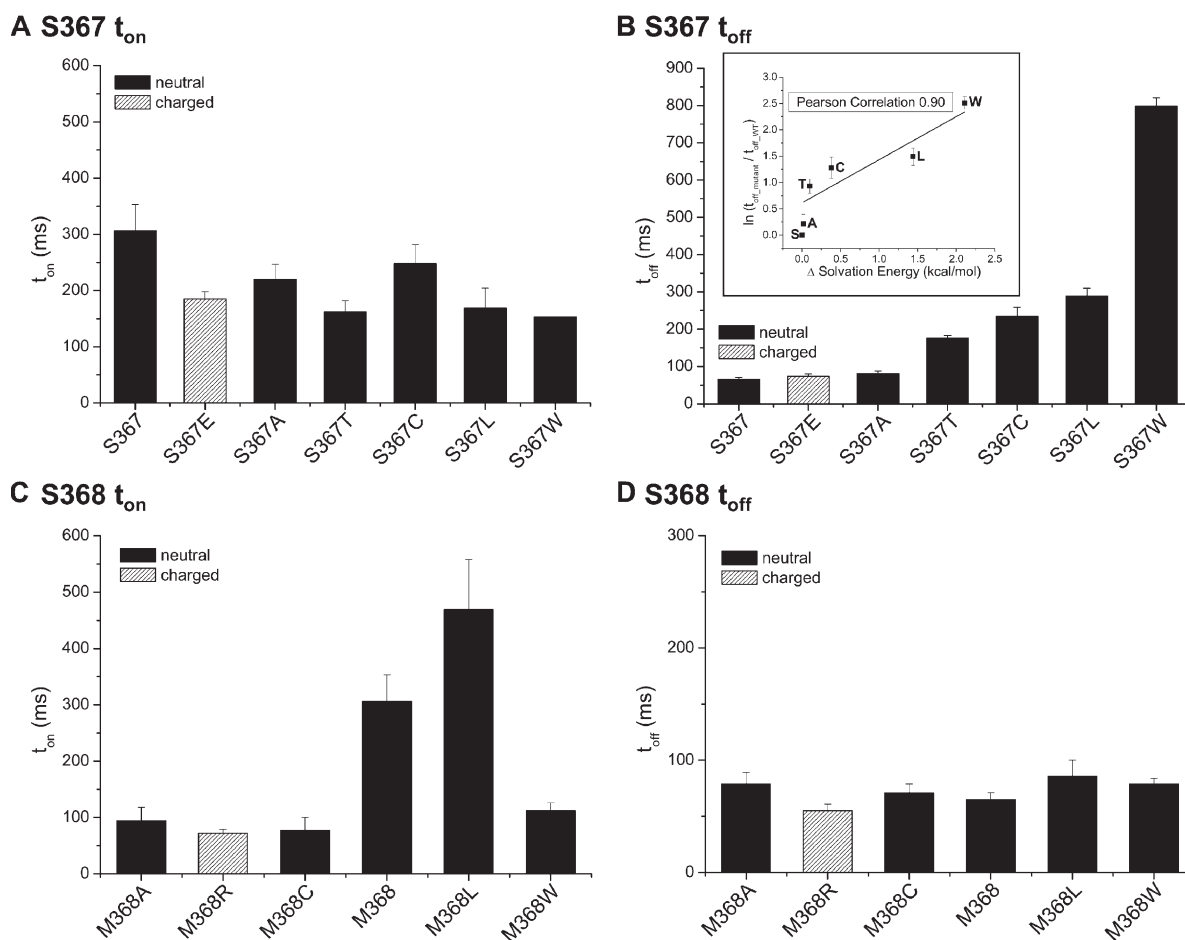 A S367 ton
600
500
400
300
200
100
0
ton (ms)
neutral
charged
S367
S367E
S367A
S367T
S367C
S367L
S367W
B S367 toff
900
800
700
600
500
400
300
200
100
0
toff (ms)
neutral
charged
S367
S367E
S367A
S367T
S367C
S367L
S367W
3.0
2.5
2.0
1.5
1.0
0.5
0.0
ln (toff_mutant / toff_WT)
Pearson Correlation 0.90
W
L
C
T
A
S
0.0 0.5 1.0 1.5 2.0 2.5
Δ Solvation Energy (kcal/mol)
C S368 ton
600
500
400
300
200
100
0
ton (ms)
neutral
charged
M368A
M368R
M368C
M368
M368L
M368W
D S368 toff
300
200
100
0
toff (ms)
neutral
charged
M368A
M368R
M368C
M368
M368L
M368W